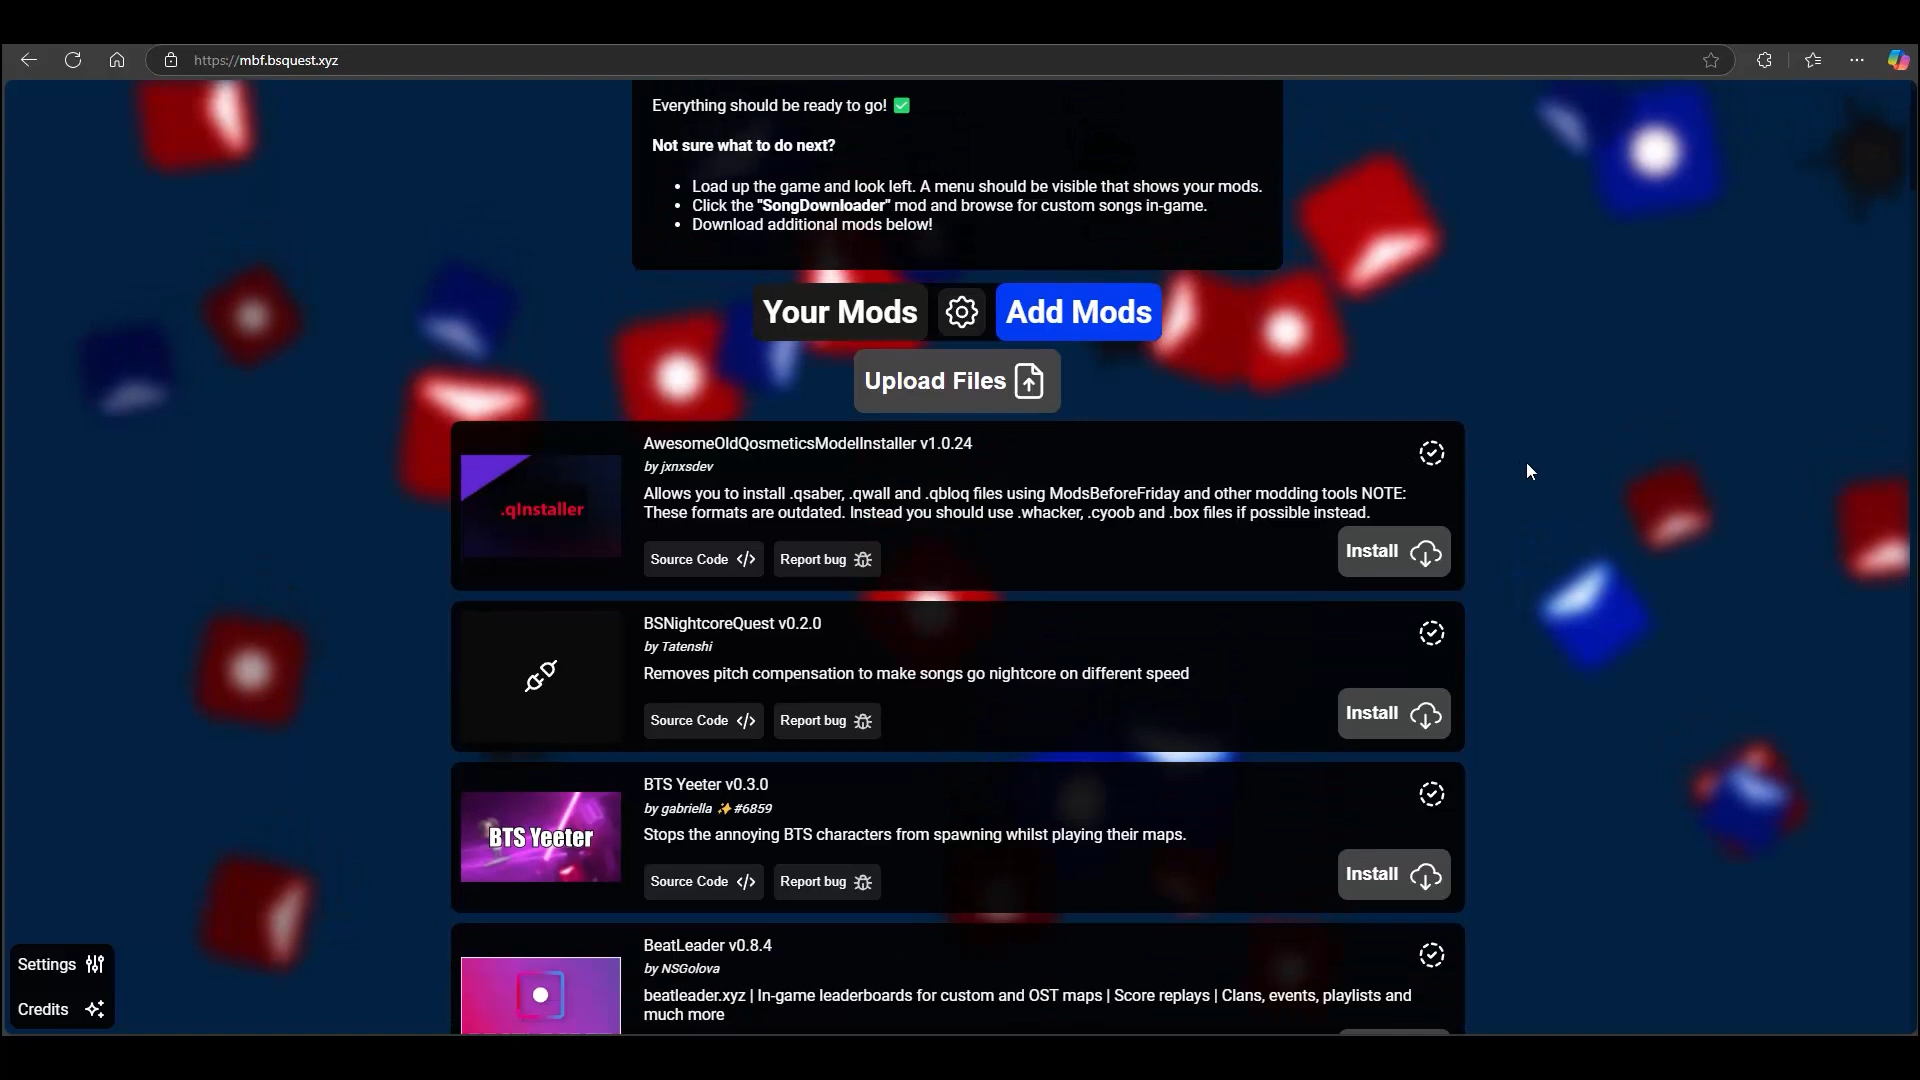 https://mbf.bsquest.xyz
Everything should be ready to go! ✅
Not sure what to do next?
• Load up the game and look left. A menu should be visible that shows your mods.
• Click the "SongDownloader" mod and browse for custom songs in-game.
• Download additional mods below!
Your Mods
Add Mods
Upload Files
AwesomeOldQosmeticsModelInstaller v1.0.24
by jxnxsdev
.qInstaller
Allows you to install .qsaber, .qwall and .qbloq files using ModsBeforeFriday and other modding tools NOTE:
These formats are outdated. Instead you should use .whacker, .cyoob and .box files if possible instead.
Source Code </>
Report bug
Install
BSNightcoreQuest v0.2.0
by Tatenshi
Removes pitch compensation to make songs go nightcore on different speed
Source Code </>
Report bug
Install
BTS Yeeter v0.3.0
by gabriella ✨#6859
BTS Yeeter
Stops the annoying BTS characters from spawning whilst playing their maps.
Source Code </>
Report bug
Install
BeatLeader v0.8.4
by NSGolova
beatleader.xyz | In-game leaderboards for custom and OST maps | Score replays | Clans, events, playlists and
much more
Settings
Credits